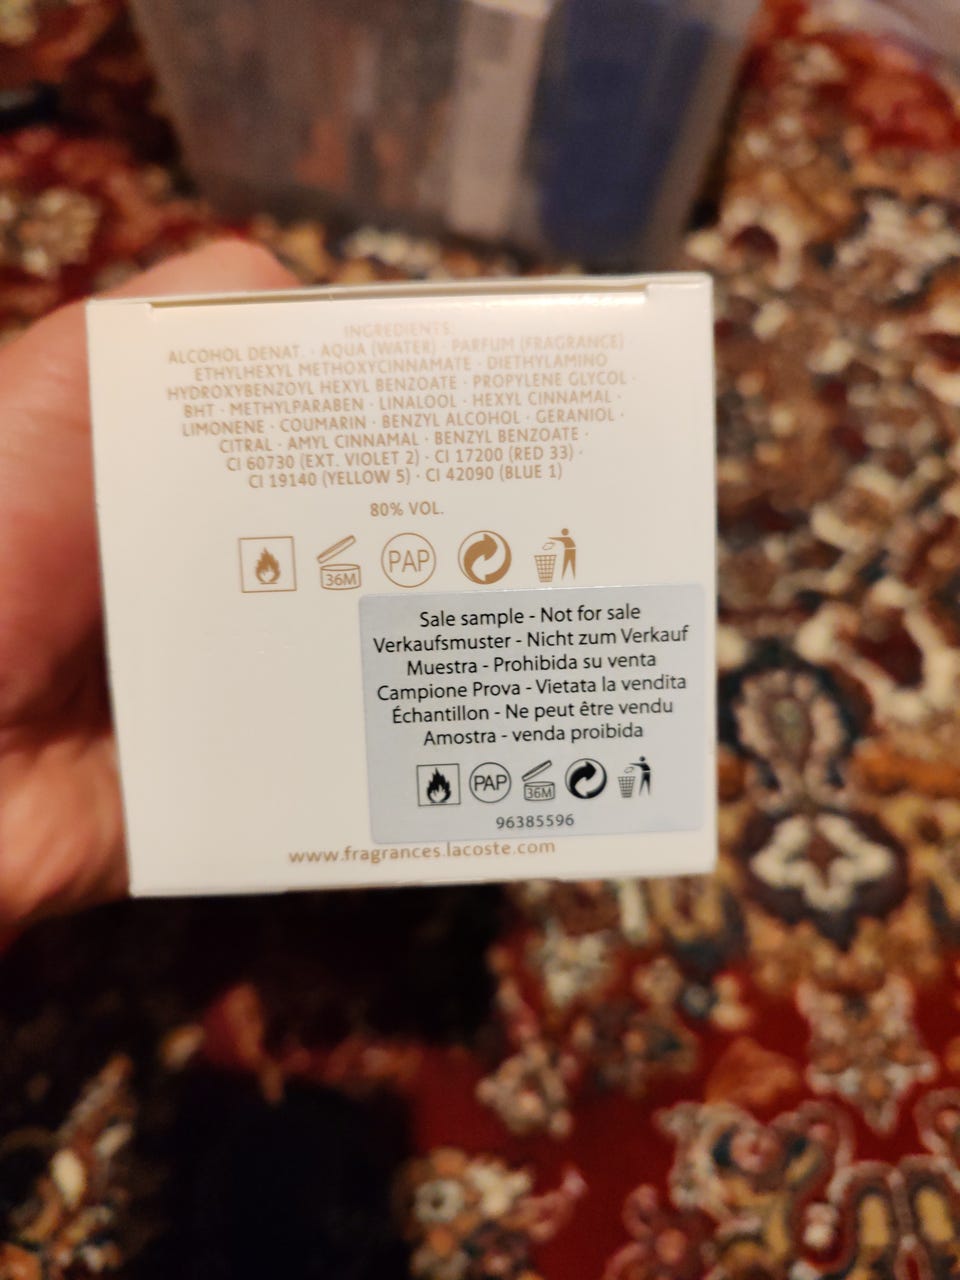 INGREDIENTS:
ALCOHOL DENAT. · AQUA (WATER) · PARFUM (FRAGRANCE) ·
ETHYLHEXYL METHOXYCINNAMATE · DIETHYLAMINO
HYDROXYBENZOYL HEXYL BENZOATE · PROPYLENE GLYCOL ·
BHT · METHYLPARABEN · LINALOOL · HEXYL CINNAMAL ·
LIMONENE · COUMARIN · BENZYL ALCOHOL · GERANIOL ·
CITRAL · AMYL CINNAMAL · BENZYL BENZOATE ·
CI 60730 (EXT. VIOLET 2) · CI 17200 (RED 33) ·
CI 19140 (YELLOW 5) · CI 42090 (BLUE 1)
80% VOL.
36M PAP
Sale sample - Not for sale
Verkaufsmuster - Nicht zum Verkauf
Muestra - Prohibida su venta
Campione Prova - Vietata la vendita
Échantillon - Ne peut être vendu
Amostra - venda proibida
PAP 36M
96385596
www.fragrances.lacoste.com